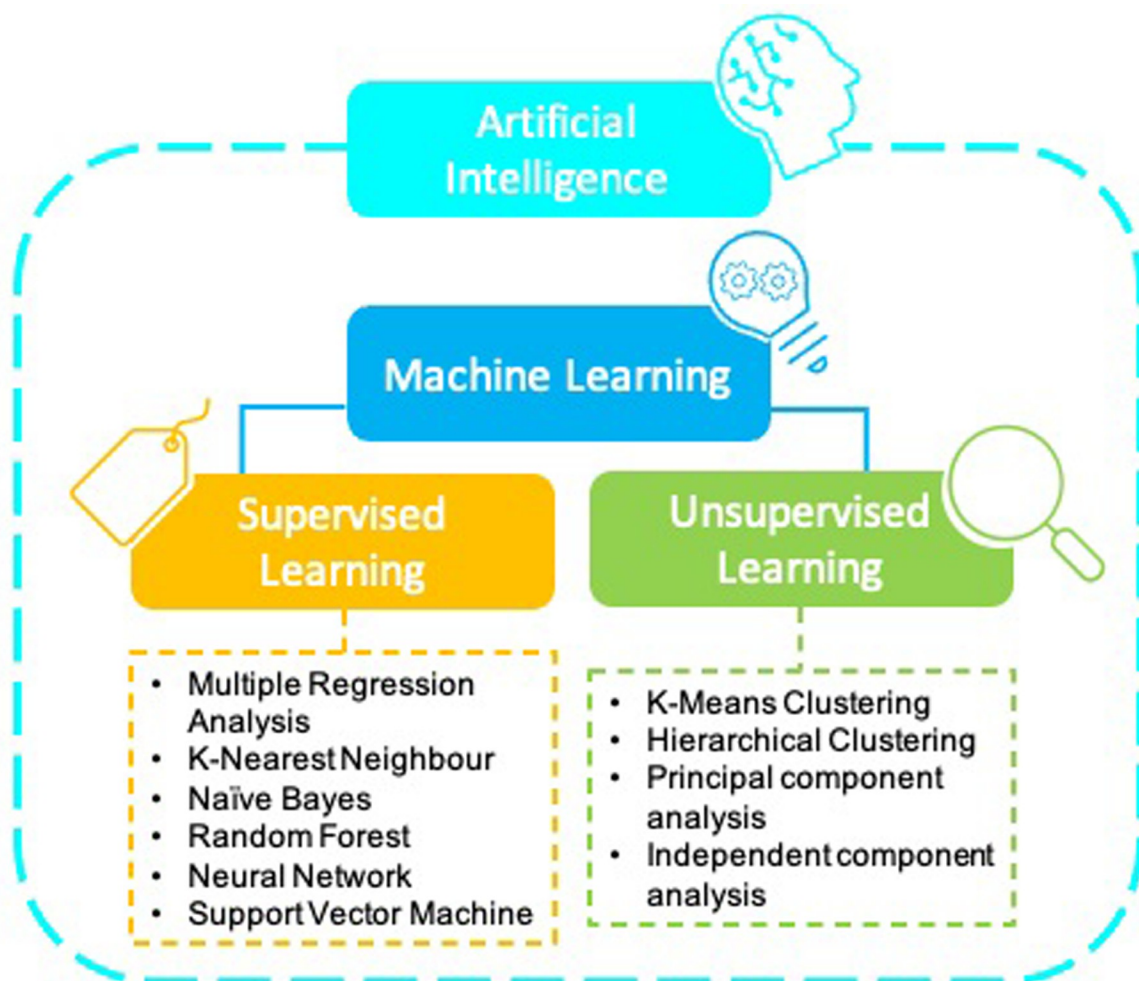 Artificial
Intelligence
Machine Learning
Supervised
Learning
• Multiple Regression
Analysis
• K-Nearest Neighbour
• Naïve Bayes
• Random Forest
• Neural Network
• Support Vector Machine
Unsupervised
Learning
• K-Means Clustering
• Hierarchical Clustering
• Principal component
analysis
• Independent component
analysis